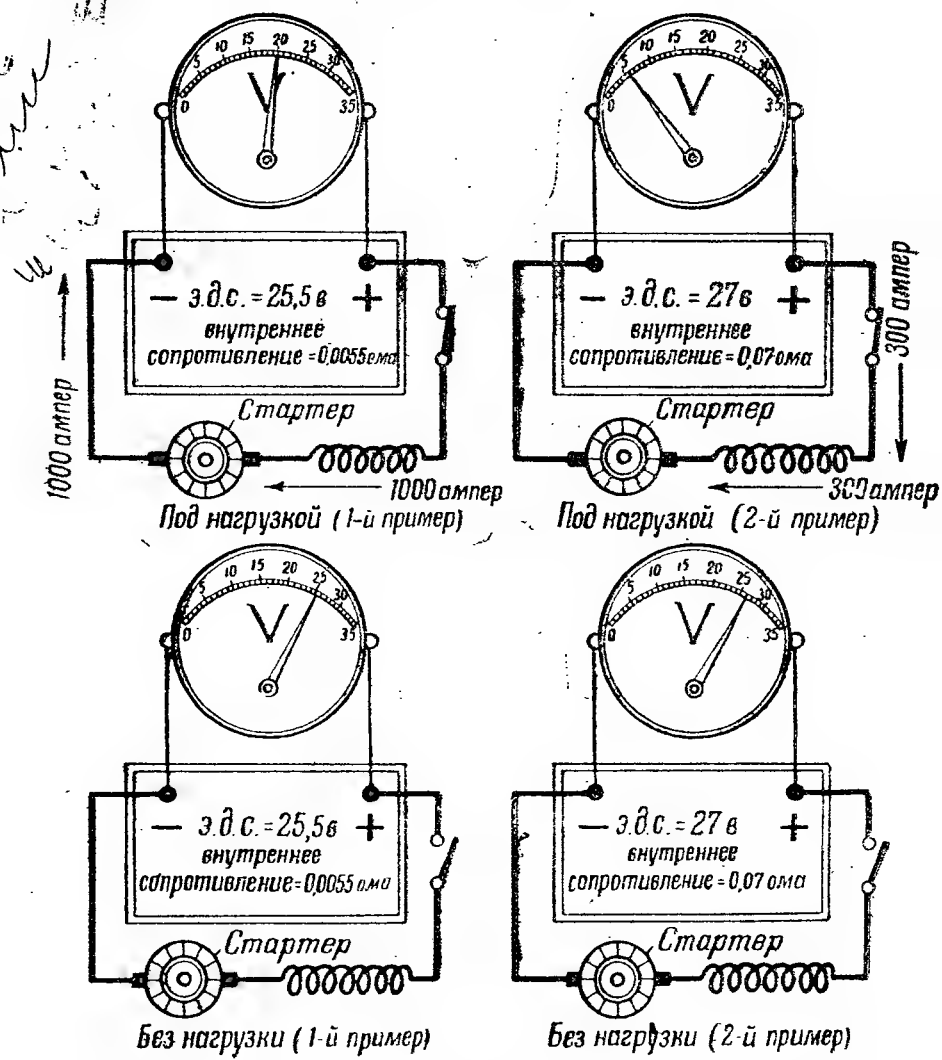 0 5 10 15 20 25 30 35
V
0 5 10 15 20 25 30 35
V
— э.д.с. = 25,5 в +
внутреннее
сопротивление = 0,0055 ома
— э.д.с. = 27 в +
внутреннее
сопротивление = 0,07 ома
1000 ампер
300 ампер
Стартер
Стартер
1000 ампер
300 ампер
Под нагрузкой (1-й пример)
Под нагрузкой (2-й пример)
0 5 10 15 20 25 30 35
V
0 5 10 15 20 25 30 35
V
— э.д.с. = 25,5 в +
внутреннее
сопротивление = 0,0055 ома
— э.д.с. = 27 в +
внутреннее
сопротивление = 0,07 ома
Стартер
Стартер
Без нагрузки (1-й пример)
Без нагрузки (2-й пример)